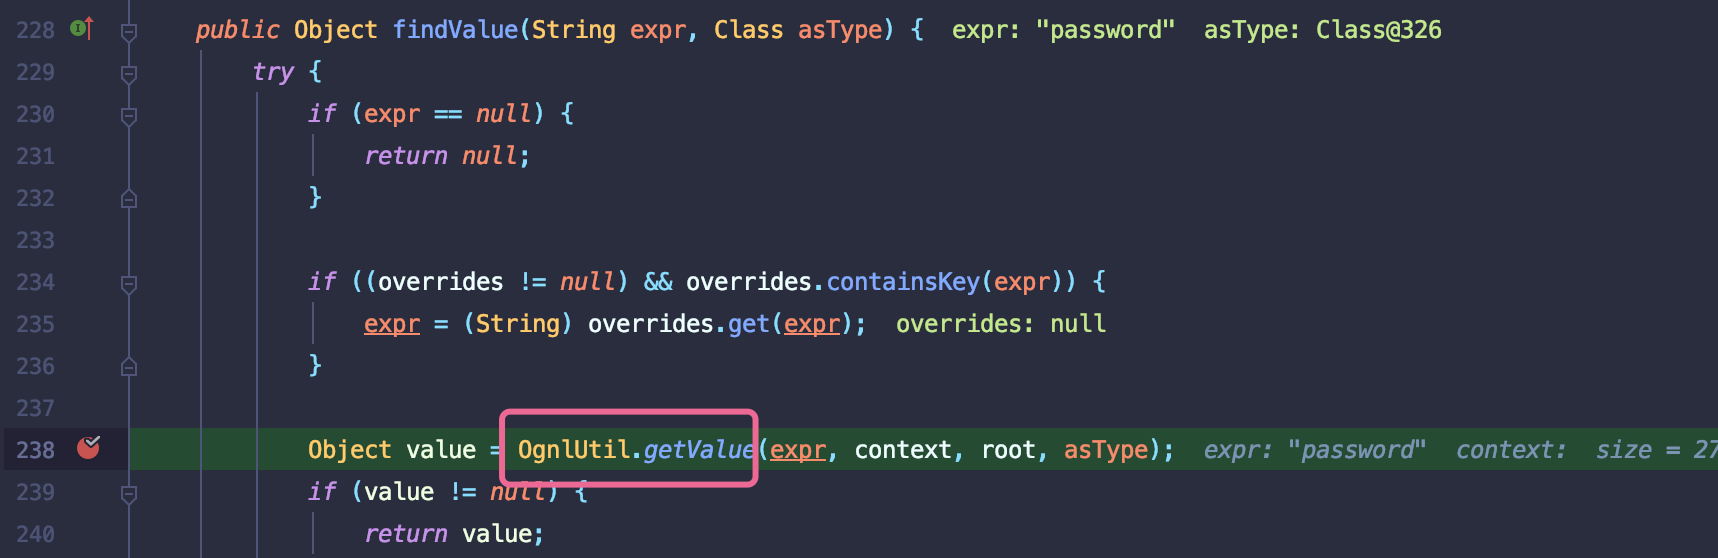 228 public Object findValue(String expr, Class asType) { expr: "password" asType: Class@326
229 try {
230 if (expr == null) {
231 return null;
232 }
233
234 if ((overrides != null) && overrides.containsKey(expr)) {
235 expr = (String) overrides.get(expr); overrides: null
236 }
237
238 Object value = OgnlUtil.getValue(expr, context, root, asType); expr: "password" context: size = 27
239 if (value != null) {
240 return value;